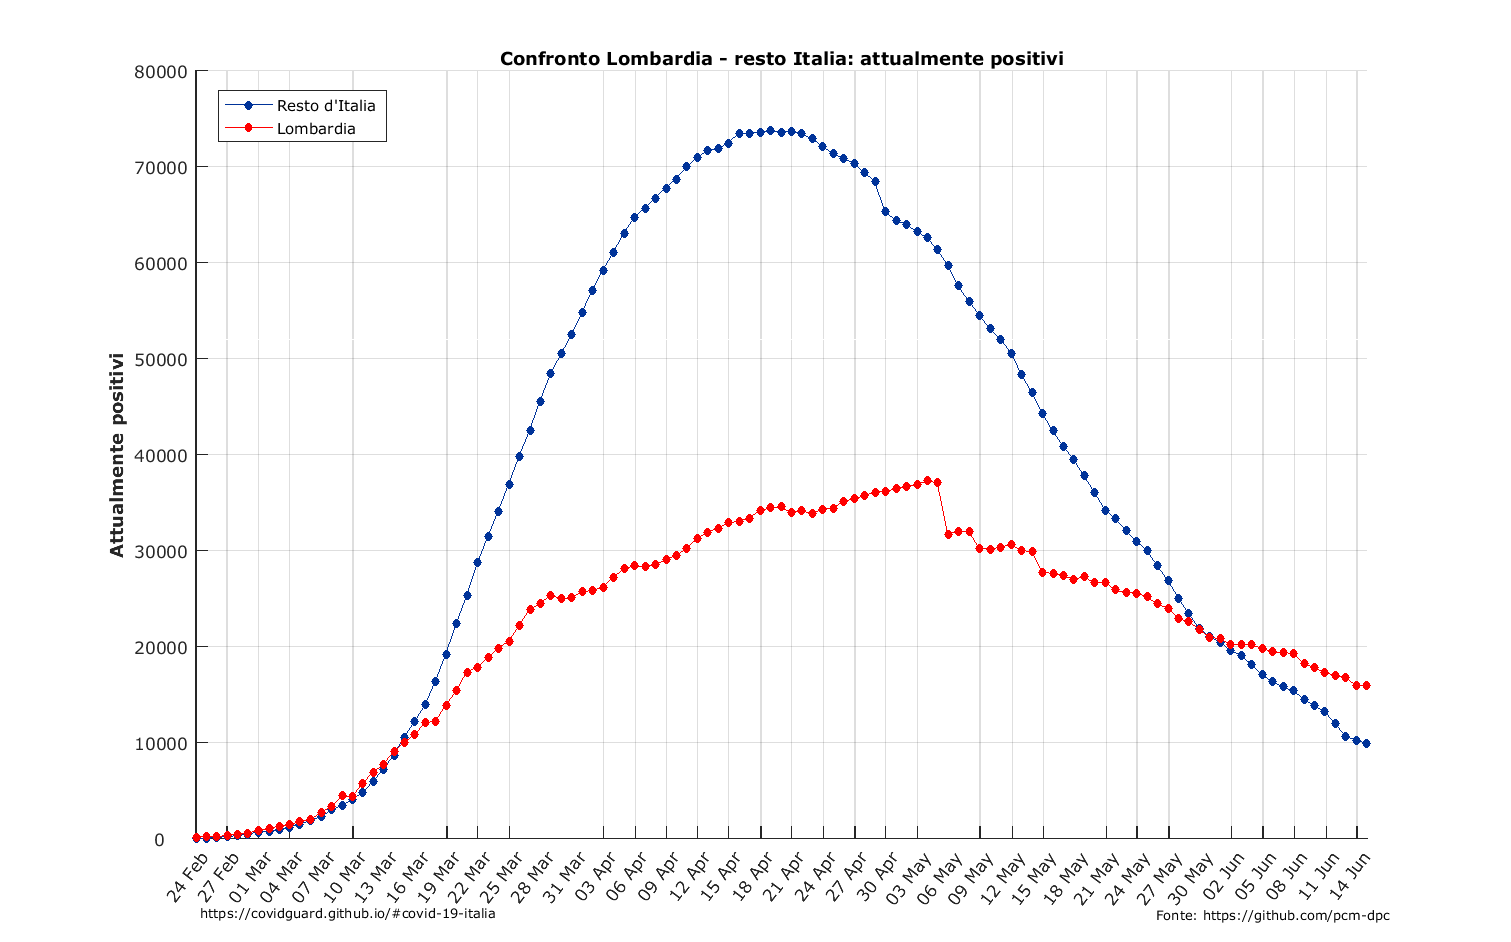 Confronto Lombardia - resto Italia: attualmente positivi
80000
70000
60000
50000
40000
30000
20000
10000
0
Attualmente positivi
Resto d'Italia
Lombardia
24 Feb
27 Feb
01 Mar
04 Mar
07 Mar
10 Mar
13 Mar
16 Mar
19 Mar
22 Mar
25 Mar
28 Mar
31 Mar
03 Apr
06 Apr
09 Apr
12 Apr
15 Apr
18 Apr
21 Apr
24 Apr
27 Apr
30 Apr
03 May
06 May
09 May
12 May
15 May
18 May
21 May
24 May
27 May
30 May
02 Jun
05 Jun
08 Jun
11 Jun
14 Jun
https://covidguard.github.io/#covid-19-italia
Fonte: https://github.com/pcm-dpc